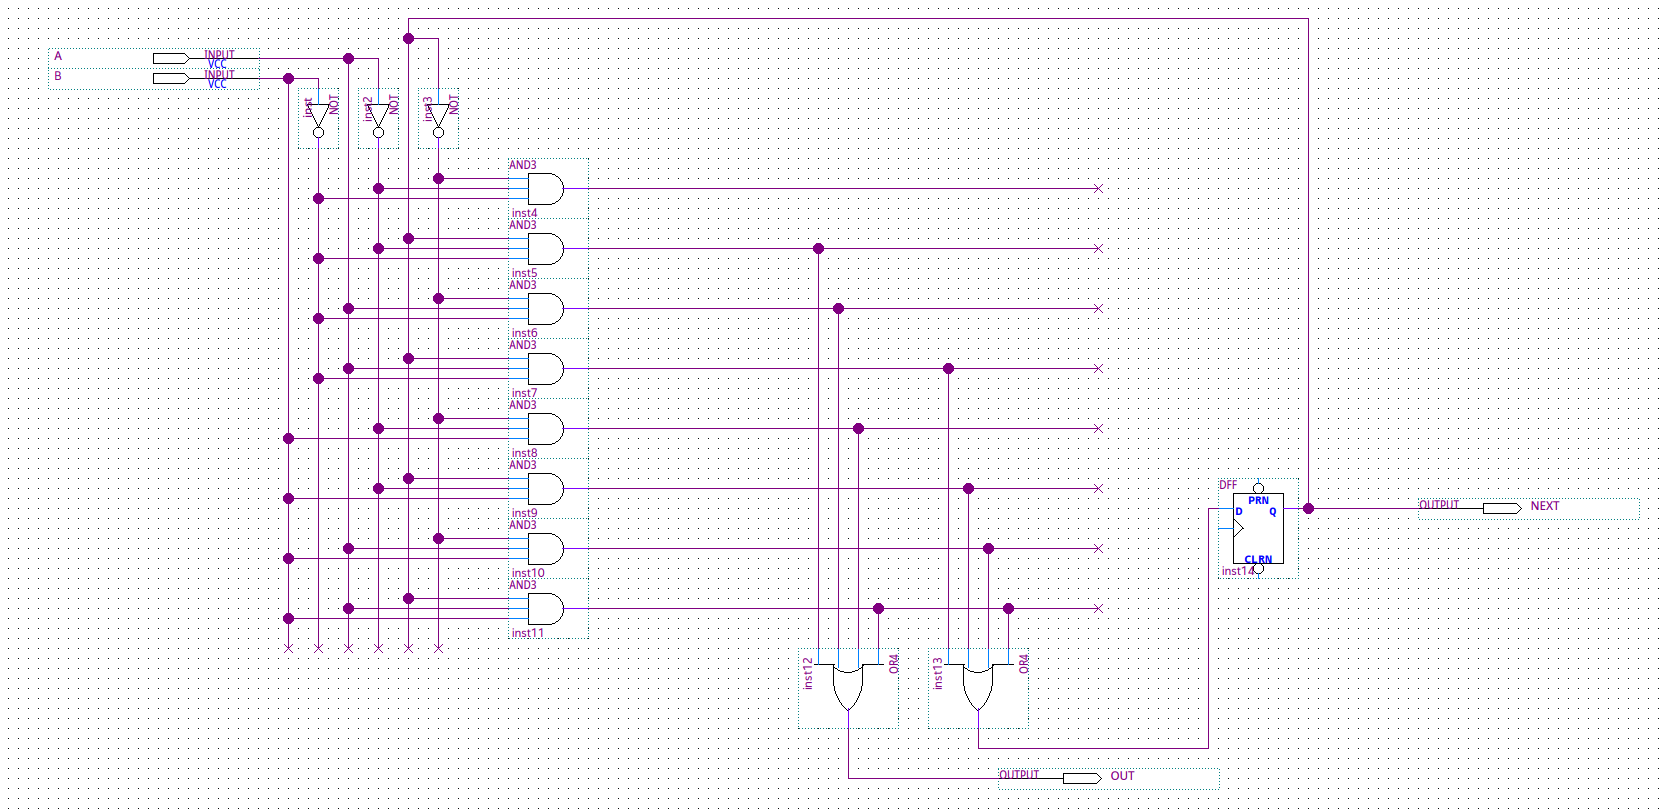 A
INPUT
VCC
B
INPUT
VCC
inst
NOT
inst2
NOT
inst3
NOT
AND3
inst4
AND3
inst5
AND3
inst6
AND3
inst7
AND3
inst8
AND3
inst9
AND3
inst10
AND3
inst11
DFF
PRN
D
Q
CLRN
inst14
OUTPUT
NEXT
inst12
OR4
inst13
OR4
OUTPUT
OUT